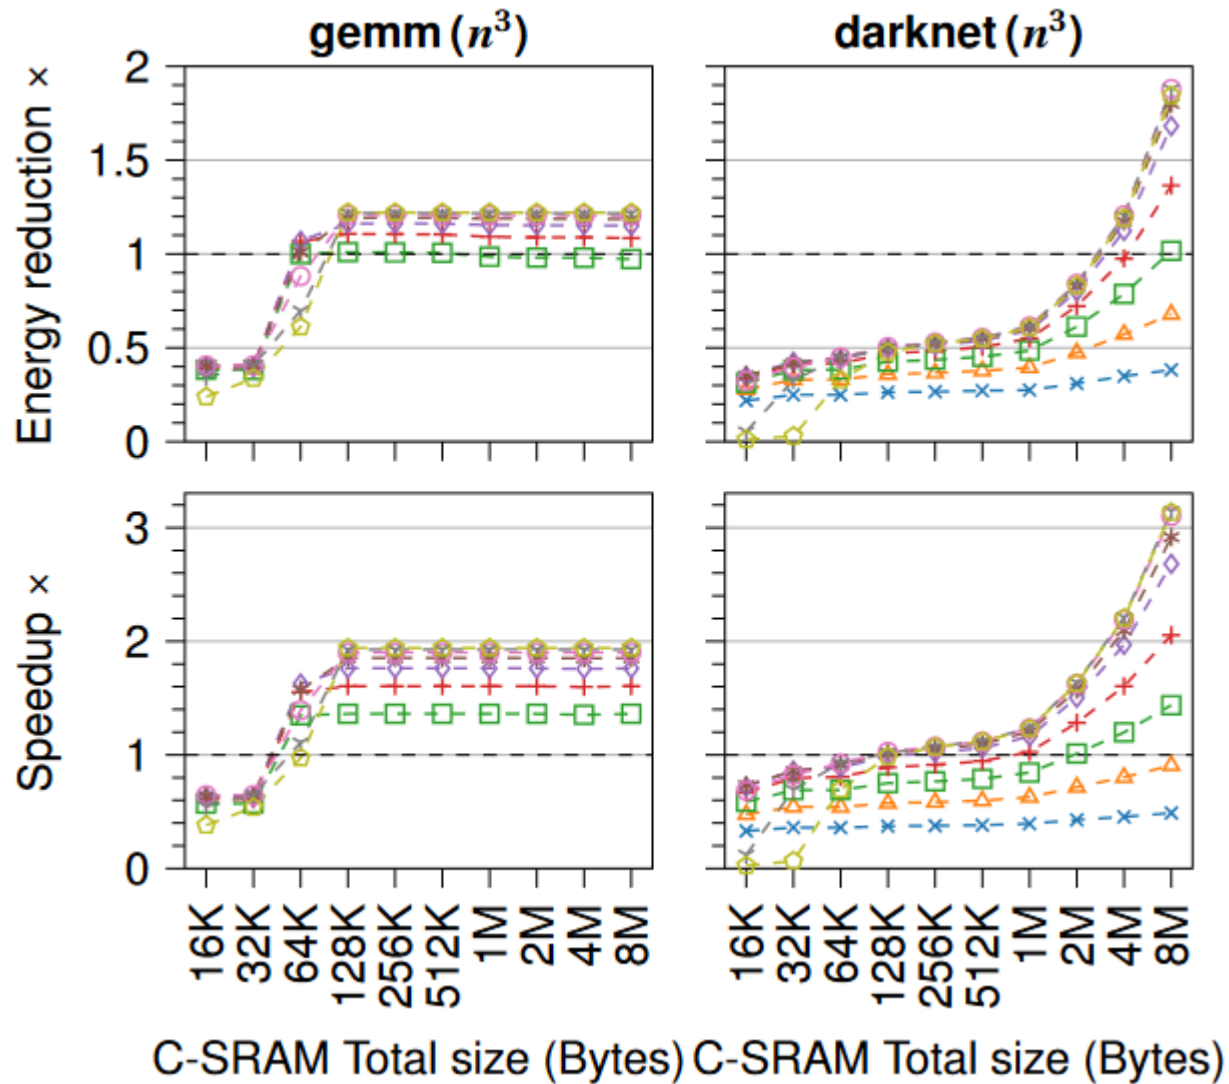 gemm (n³) darknet (n³)
Energy reduction ×
2
1.5
1
0.5
0
Speedup ×
3
2
1
0
16K 32K 64K 128K 256K 512K 1M 2M 4M 8M 16K 32K 64K 128K 256K 512K 1M 2M 4M 8M
C-SRAM Total size (Bytes) C-SRAM Total size (Bytes)